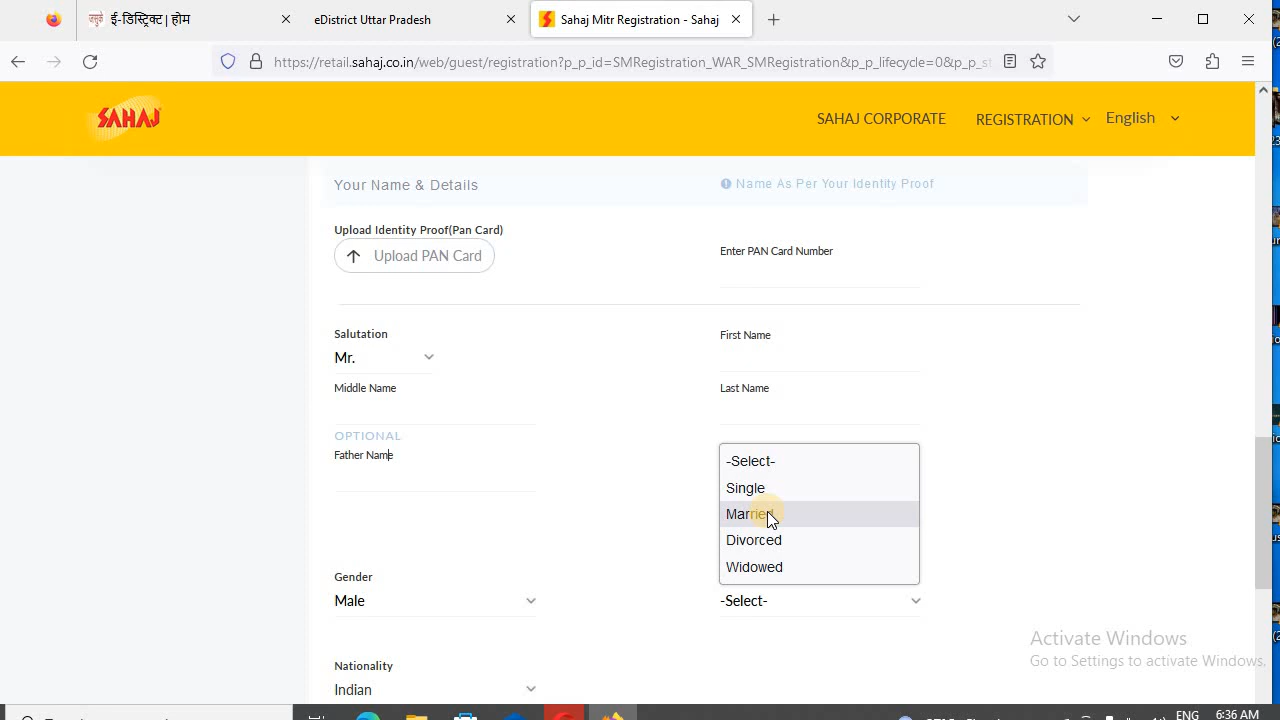 ई-डिस्ट्रिक्ट | होम
eDistrict Uttar Pradesh
Sahaj Mitr Registration - Sahaj
https://retail.sahaj.co.in/web/guest/registration?p_p_id=SMRegistration_WAR_SMRegistration&p_p_lifecycle=0&p_p_st
SAHAJ
SAHAJ CORPORATE
REGISTRATION
English
Your Name & Details
Name As Per Your Identity Proof
Upload Identity Proof(Pan Card)
Upload PAN Card
Enter PAN Card Number
Salutation
First Name
Mr.
Middle Name
Last Name
OPTIONAL
Father Name
-Select-
Single
Married
Divorced
Widowed
Gender
Male
-Select-
Nationality
Indian
Activate Windows
Go to Settings to activate Windows.
ENG
6:36 AM